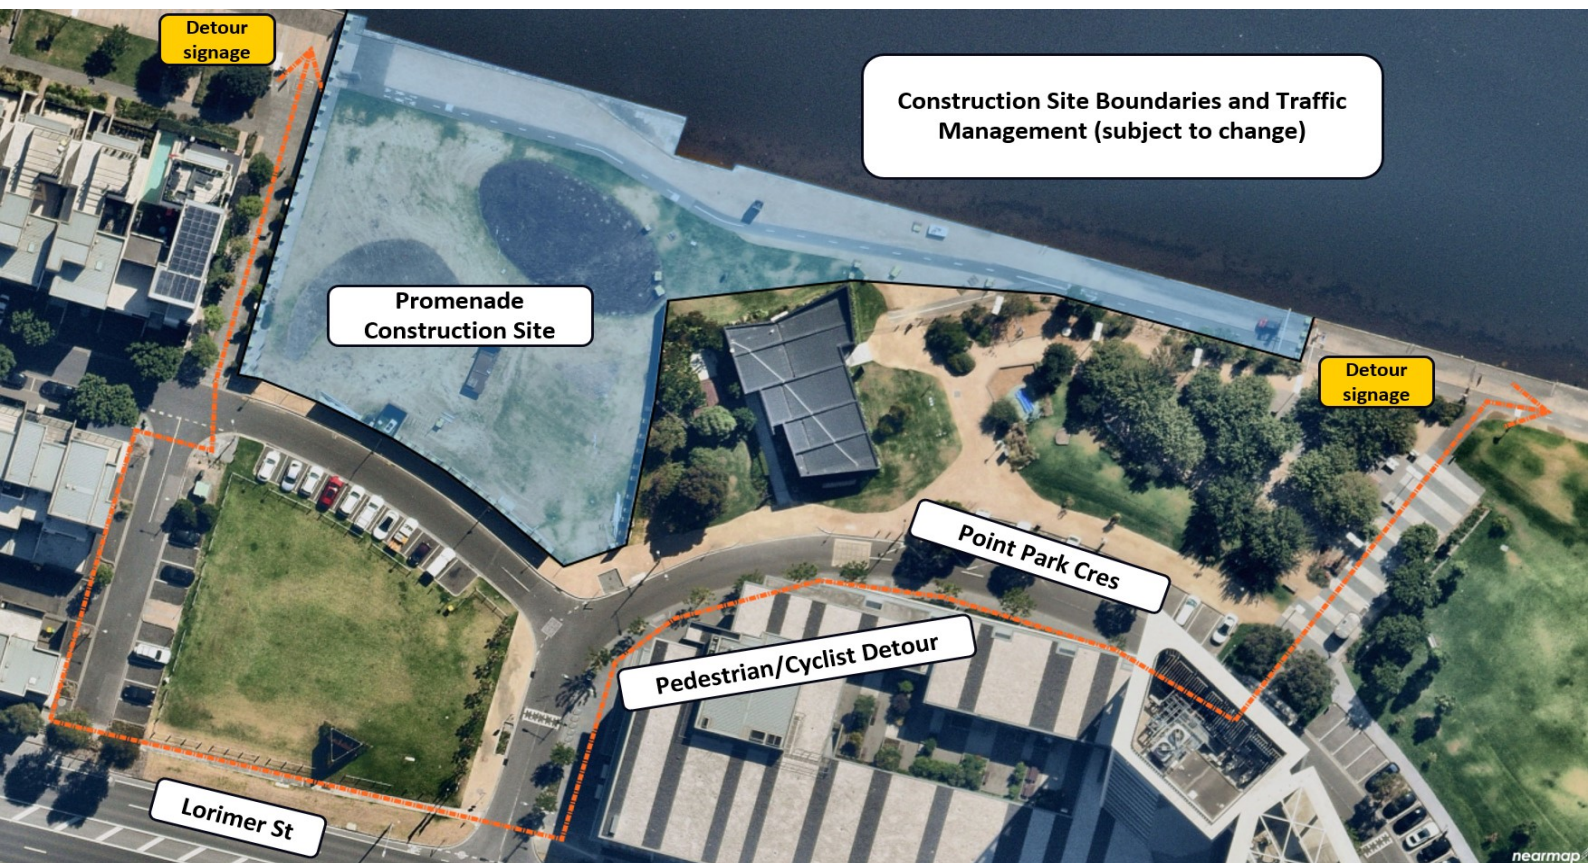 Detour
signage
Construction Site Boundaries and Traffic
Management (subject to change)
Promenade
Construction Site
Detour
signage
Point Park Cres
Pedestrian/Cyclist Detour
Lorimer St
nearmap